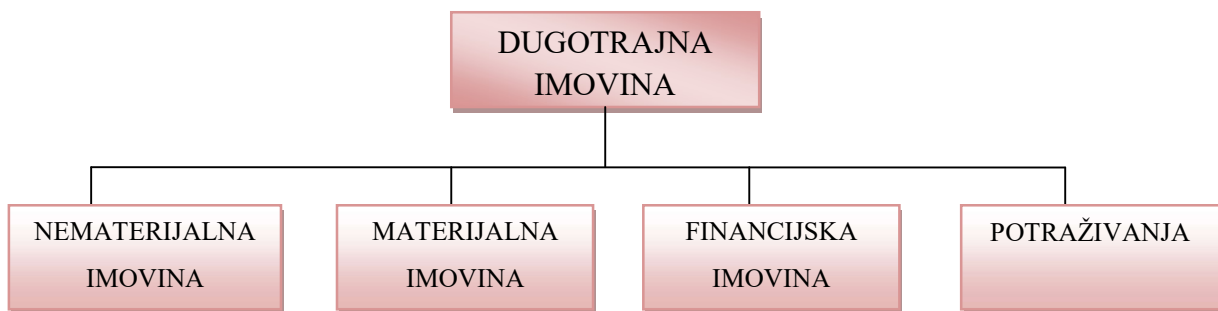 DUGOTRAJNA
IMOVINA
NEMATERIJALNA
IMOVINA
MATERIJALNA
IMOVINA
FINANCIJSKA
IMOVINA
POTRAŽIVANJA